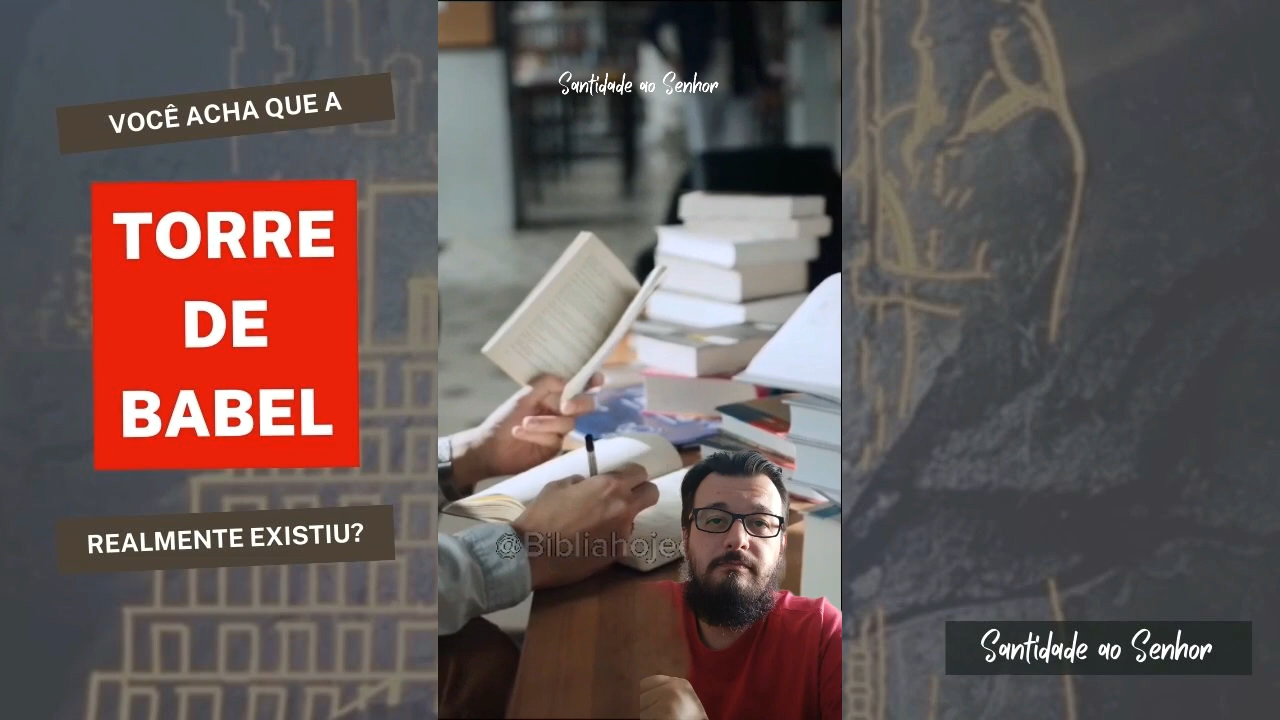 VOCÊ ACHA QUE A
TORRE
DE
BABEL
REALMENTE EXISTIU?
Santidade ao Senhor
@Bibliahoje
Santidade ao Senhor